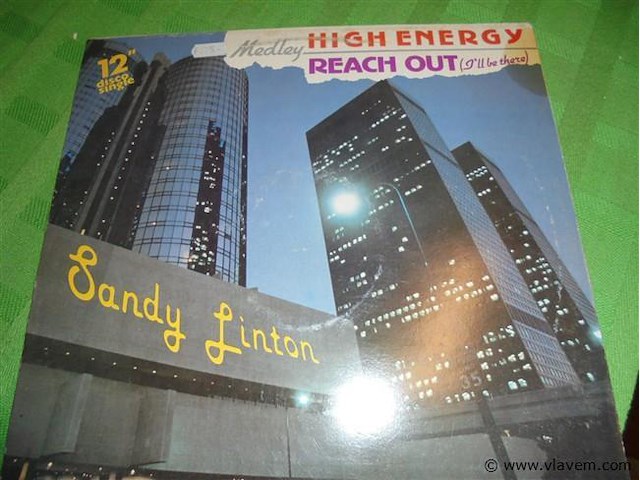 Medley HIGH ENERGY
REACH OUT (I'll be there)
12"
disco
single
Sandy Linton
© www.vlavem.com